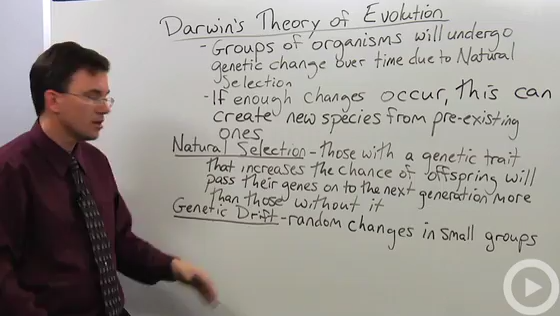 Darwin's Theory of Evolution
- Groups of organisms will undergo
genetic change over time due to Natural
Selection
- If enough changes occur, this can
create new species from pre-existing
ones
Natural Selection - those with a genetic trait
that increases the chance of offspring will
pass their genes on to the next generation more
than those without it
Genetic Drift - random changes in small groups